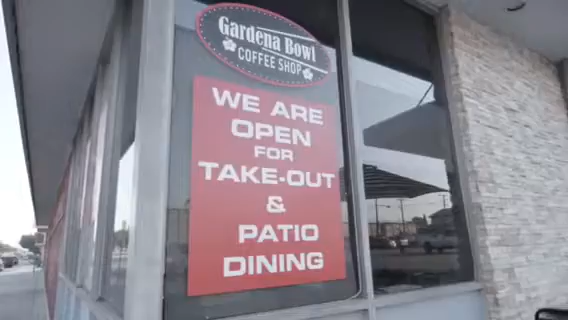 Gardena Bowl
COFFEE SHOP
WE ARE
OPEN
FOR
TAKE-OUT
&
PATIO
DINING